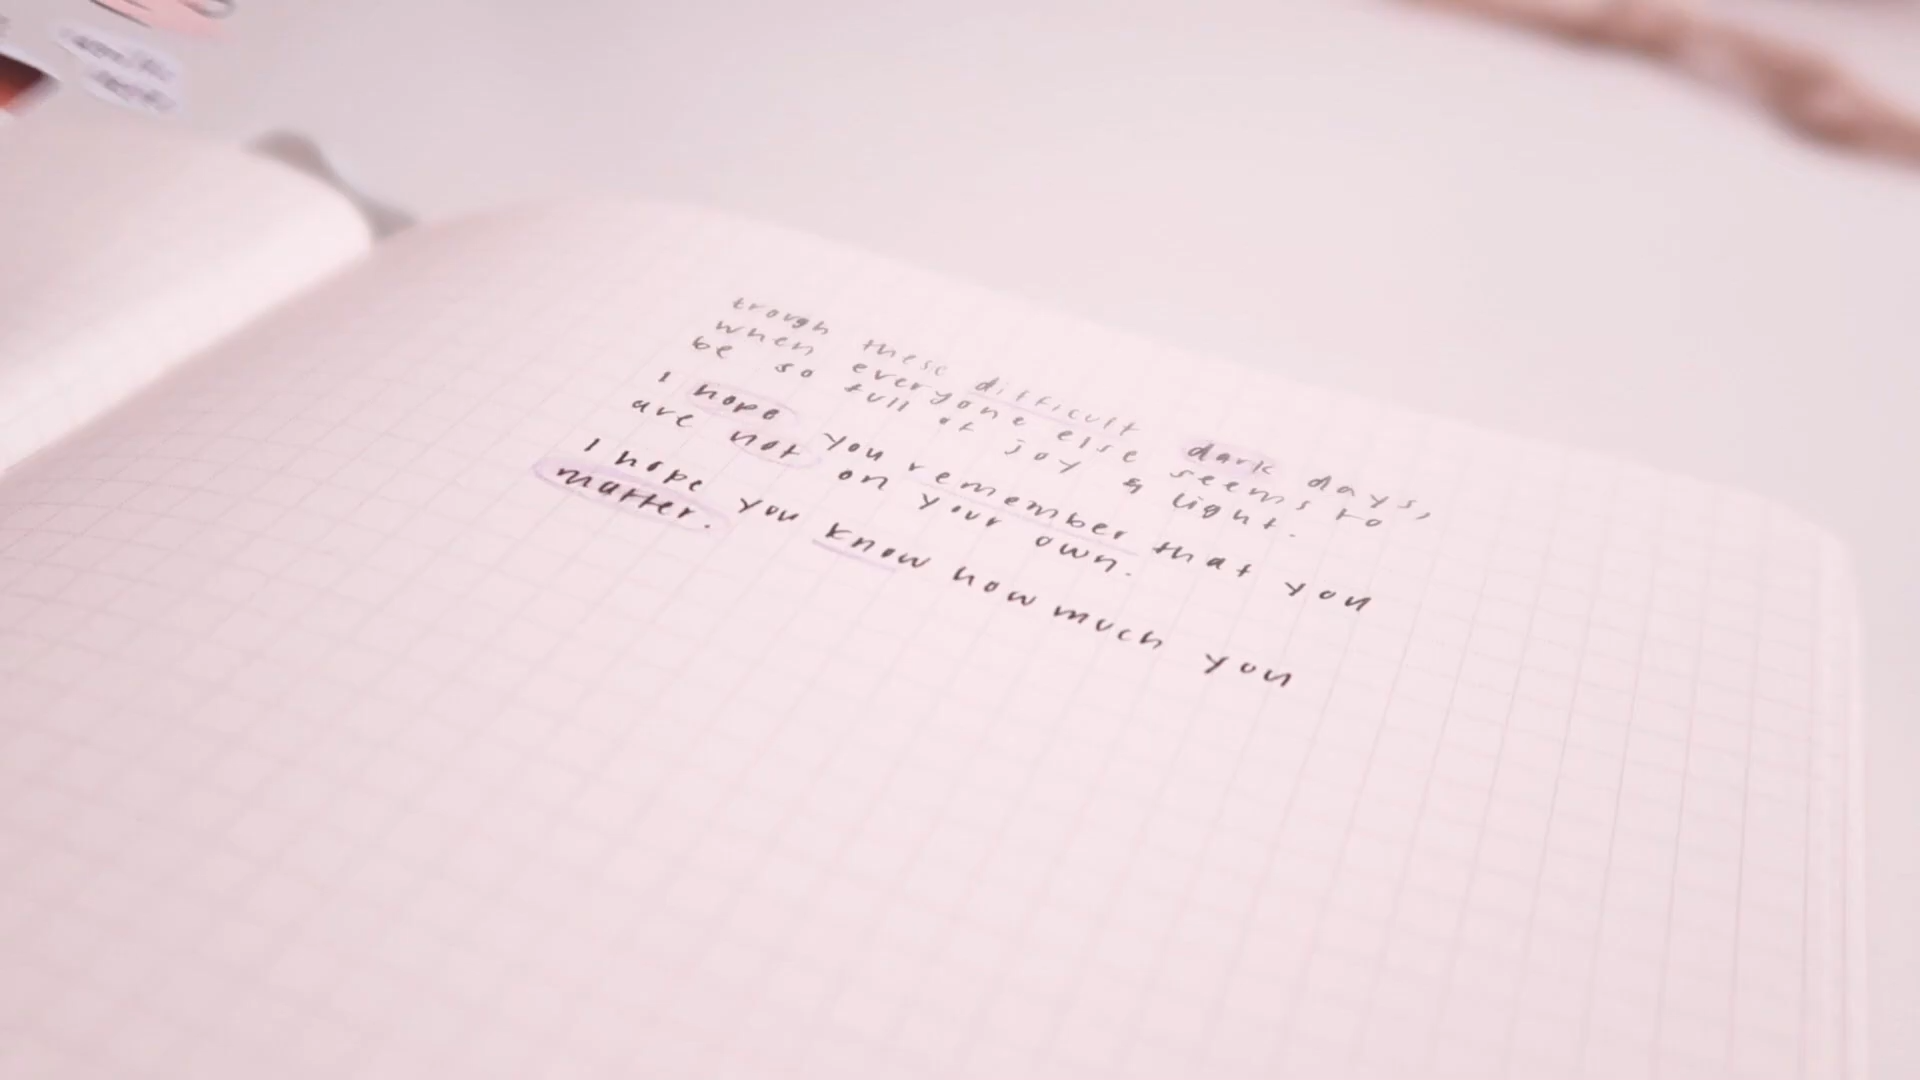 trough these difficult dark days,
when everyone else seems to
be so full of joy & light.
I hope you remember that you
are not on your own.
I hope you know how much you
matter.